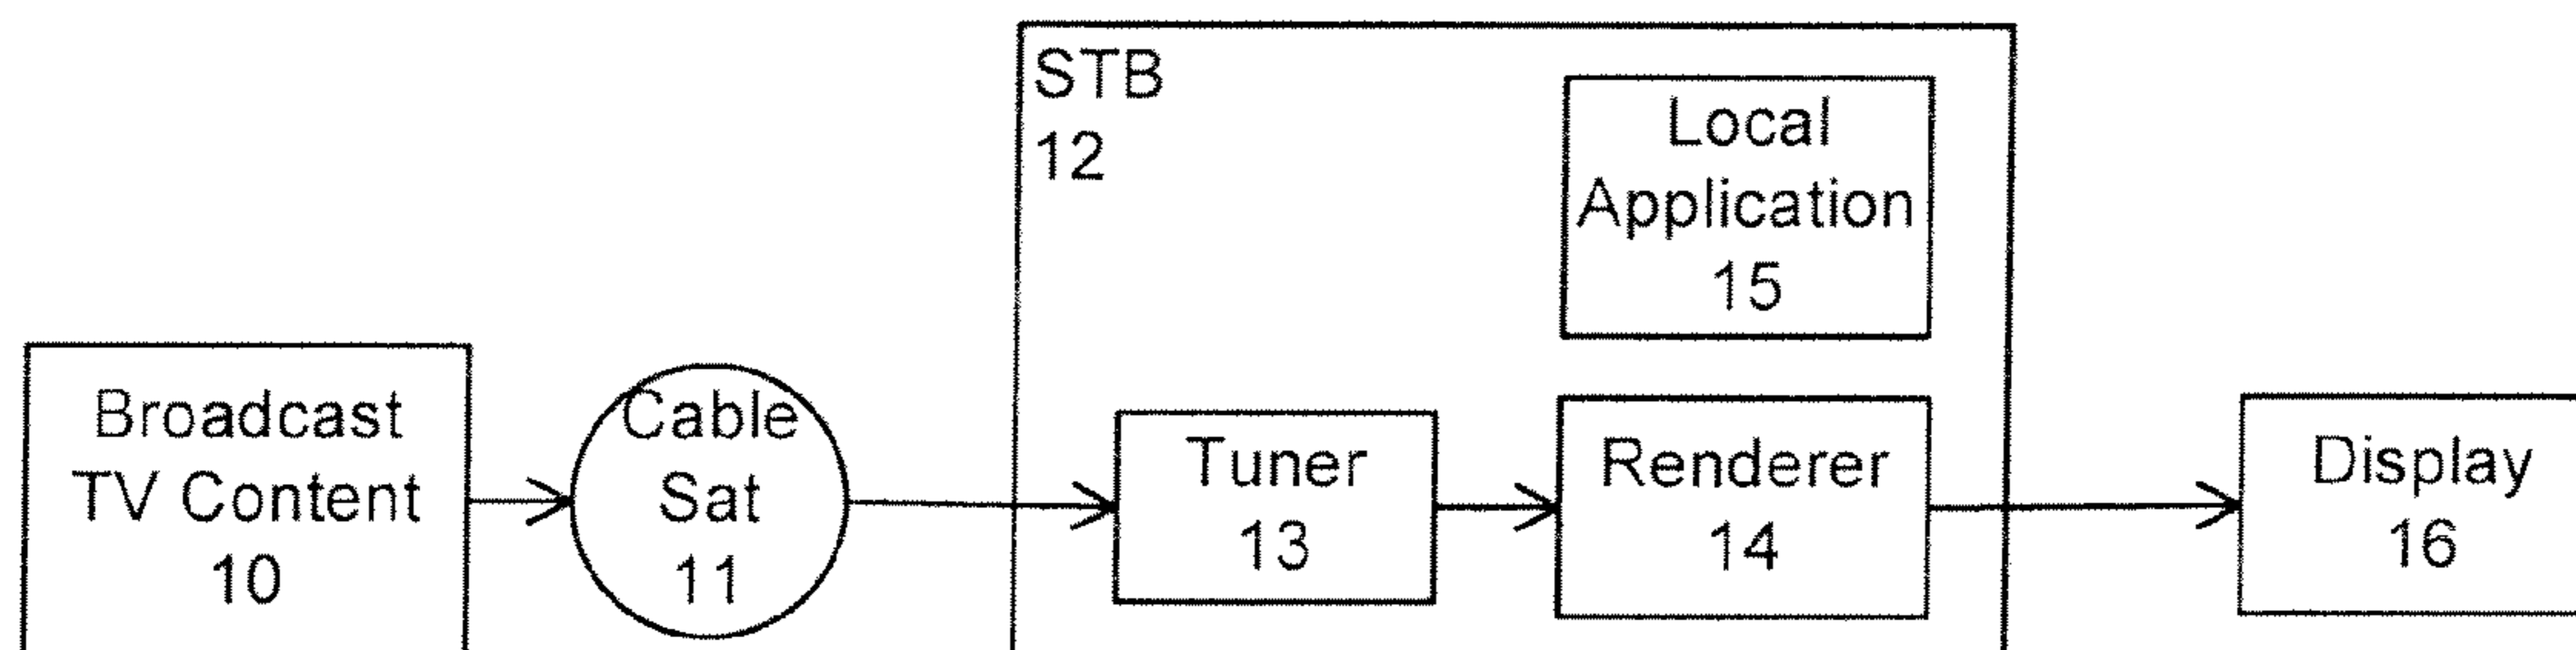 STB
12
Local
Application
15
Broadcast
TV Content
10
Cable
Sat
11
Tuner
13
Renderer
14
Display
16